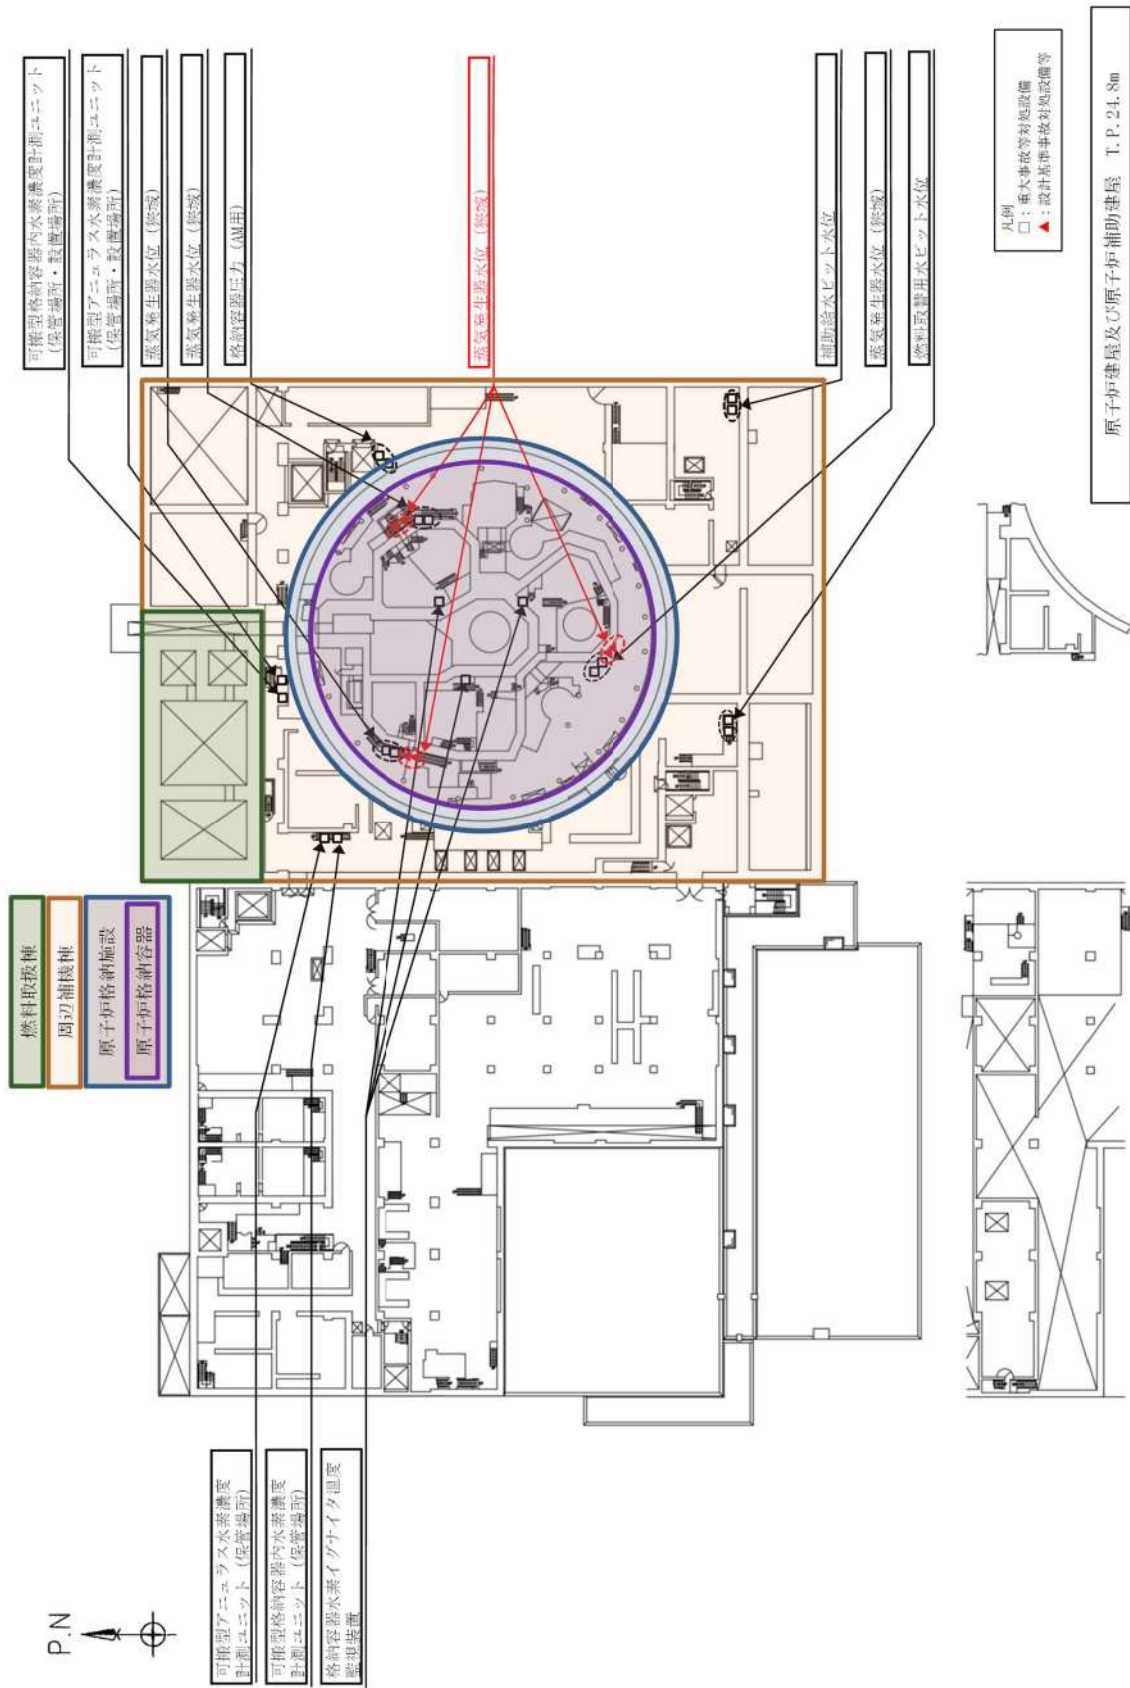 可搬型格納容器内水素濃度計測ユニット
(保管場所・設置場所)
可搬型アニュラス水素濃度計測ユニット
(保管場所・設置場所)
蒸気発生器水位 (狭域)
蒸気発生器水位 (狭域)
格納容器圧力 (AM用)
蒸気発生器水位 (狭域)
補助給水ピット水位
蒸気発生器水位 (狭域)
燃料取替用水ピット水位
凡例
□:重大事故等対処設備
▲:設計基準事故対処設備等
原子炉建屋及び原子炉補助建屋 T.P.24.8m
燃料取扱棟
周辺補機棟
原子炉格納施設
原子炉格納容器
可搬型アニュラス水素濃度
計測ユニット (保管場所)
可搬型格納容器内水素濃度
計測ユニット (保管場所)
格納容器水素イグナイタ温度
監視装置
P.N